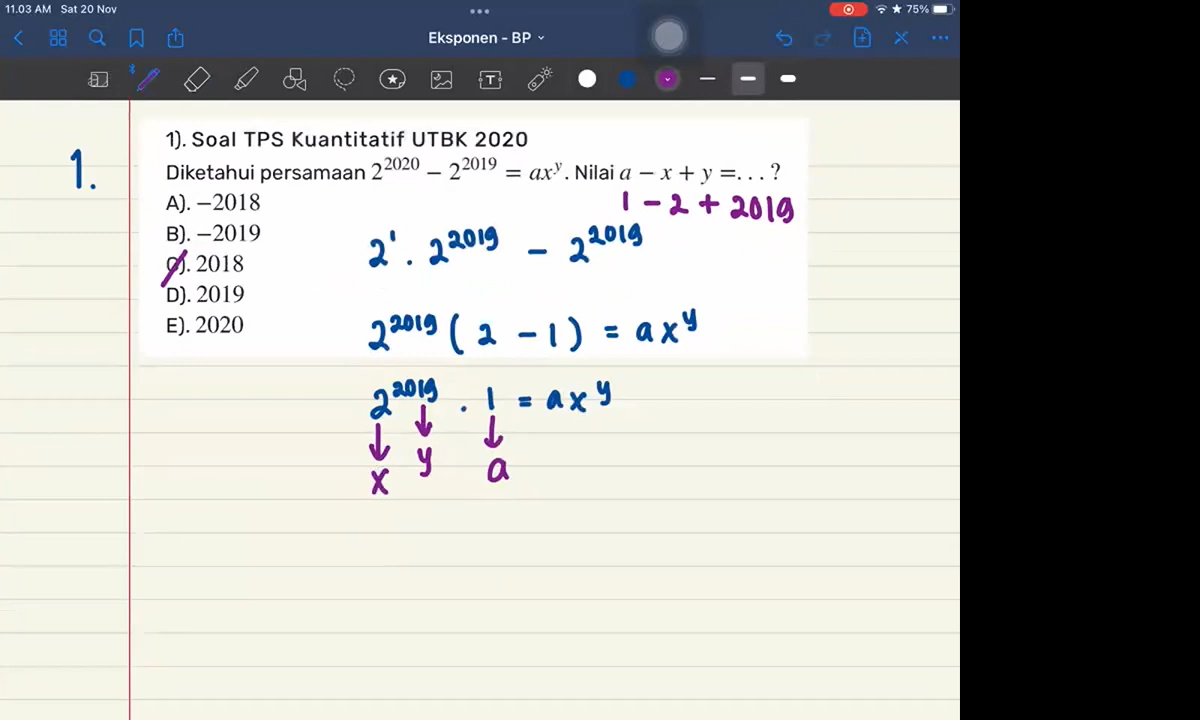 11.03 AM Sat 20 Nov
75%
Eksponen - BP
1.
1). Soal TPS Kuantitatif UTBK 2020
Diketahui persamaan 2^2020 − 2^2019 = ax^y. Nilai a − x + y =. . . ?
1 - 2 + 2019
A). −2018
B). −2019
C). 2018
D). 2019
E). 2020
2^1 . 2^2019 - 2^2019
2^2019 ( 2 - 1 ) = ax^y
2^2019 . 1 = ax^y
x y a